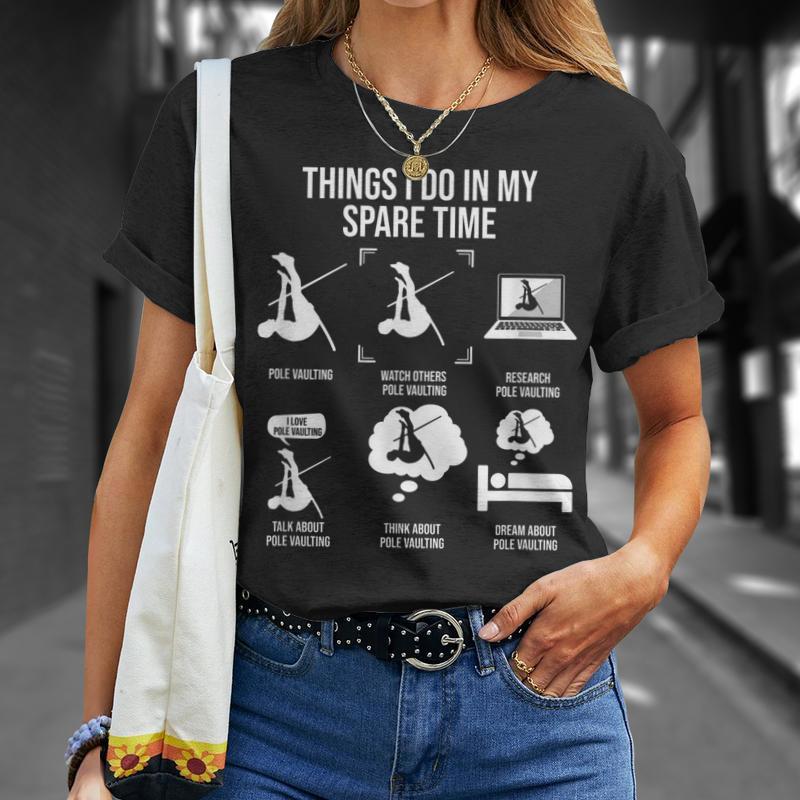 THINGS I DO IN MY
SPARE TIME
POLE VAULTING
WATCH OTHERS
POLE VAULTING
RESEARCH
POLE VAULTING
I LOVE
POLE VAULTING
TALK ABOUT
POLE VAULTING
THINK ABOUT
POLE VAULTING
DREAM ABOUT
POLE VAULTING